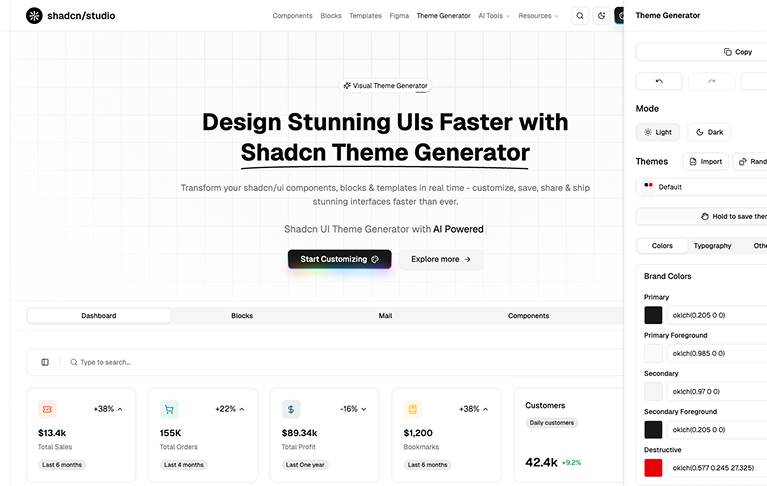 shadcn/studio
Components Blocks Templates Figma Theme Generator AI Tools Resources
Visual Theme Generator
Design Stunning UIs Faster with
Shadcn Theme Generator
Transform your shadcn/ui components, blocks & templates in real time - customize, save, share & ship
stunning interfaces faster than ever.
Shadcn UI Theme Generator with AI Powered
Start Customizing Explore more
Dashboard Blocks Mail Components
Type to search...
+38%
$13.4k
Total Sales
Last 6 months
+22%
155K
Total Orders
Last 4 months
-16%
$89.34k
Total Profit
Last One year
+38%
$1,200
Bookmarks
Last 6 months
Customers
Daily customers
42.4k +9.2%
Theme Generator
Copy
Mode
Light Dark
Themes Import Rand
Default
Hold to save ther
Colors Typography Othe
Brand Colors
Primary
oklch(0.205 0 0)
Primary Foreground
oklch(0.985 0 0)
Secondary
oklch(0.97 0 0)
Secondary Foreground
oklch(0.205 0 0)
Destructive
oklch(0.577 0.245 27.325)